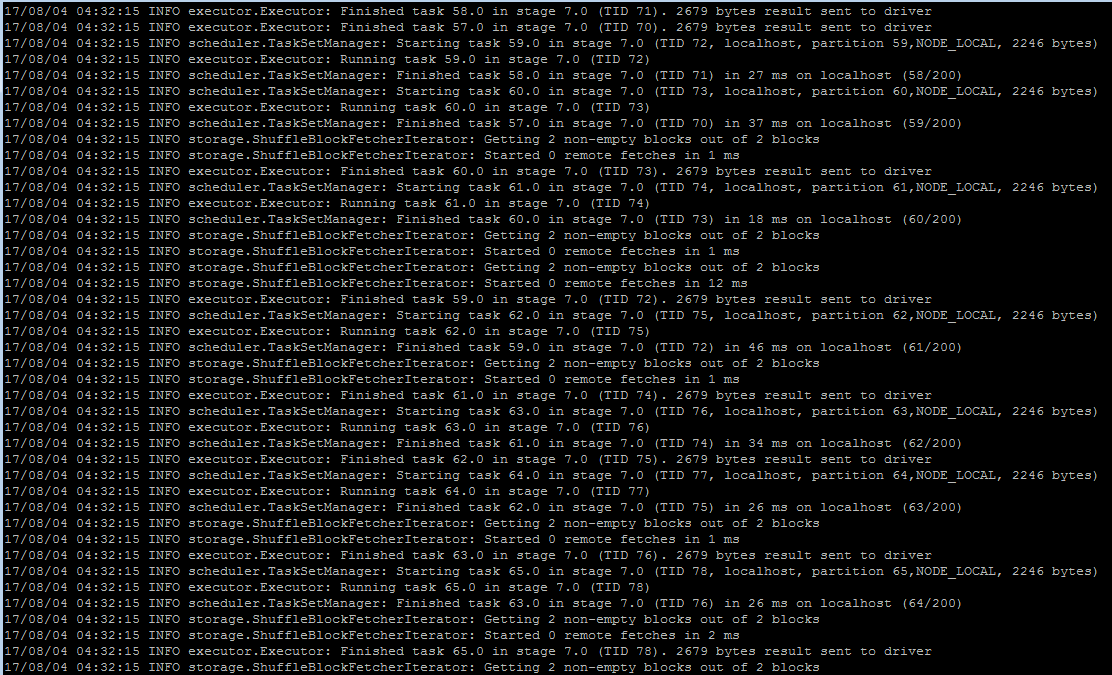 17/08/04 04:32:15 INFO executor.Executor: Finished task 58.0 in stage 7.0 (TID 71). 2679 bytes result sent to driver
17/08/04 04:32:15 INFO executor.Executor: Finished task 57.0 in stage 7.0 (TID 70). 2679 bytes result sent to driver
17/08/04 04:32:15 INFO scheduler.TaskSetManager: Starting task 59.0 in stage 7.0 (TID 72, localhost, partition 59,NODE_LOCAL, 2246 bytes)
17/08/04 04:32:15 INFO executor.Executor: Running task 59.0 in stage 7.0 (TID 72)
17/08/04 04:32:15 INFO scheduler.TaskSetManager: Finished task 58.0 in stage 7.0 (TID 71) in 27 ms on localhost (58/200)
17/08/04 04:32:15 INFO scheduler.TaskSetManager: Starting task 60.0 in stage 7.0 (TID 73, localhost, partition 60,NODE_LOCAL, 2246 bytes)
17/08/04 04:32:15 INFO executor.Executor: Running task 60.0 in stage 7.0 (TID 73)
17/08/04 04:32:15 INFO scheduler.TaskSetManager: Finished task 57.0 in stage 7.0 (TID 70) in 37 ms on localhost (59/200)
17/08/04 04:32:15 INFO storage.ShuffleBlockFetcherIterator: Getting 2 non-empty blocks out of 2 blocks
17/08/04 04:32:15 INFO storage.ShuffleBlockFetcherIterator: Started 0 remote fetches in 1 ms
17/08/04 04:32:15 INFO executor.Executor: Finished task 60.0 in stage 7.0 (TID 73). 2679 bytes result sent to driver
17/08/04 04:32:15 INFO scheduler.TaskSetManager: Starting task 61.0 in stage 7.0 (TID 74, localhost, partition 61,NODE_LOCAL, 2246 bytes)
17/08/04 04:32:15 INFO executor.Executor: Running task 61.0 in stage 7.0 (TID 74)
17/08/04 04:32:15 INFO scheduler.TaskSetManager: Finished task 60.0 in stage 7.0 (TID 73) in 18 ms on localhost (60/200)
17/08/04 04:32:15 INFO storage.ShuffleBlockFetcherIterator: Getting 2 non-empty blocks out of 2 blocks
17/08/04 04:32:15 INFO storage.ShuffleBlockFetcherIterator: Started 0 remote fetches in 1 ms
17/08/04 04:32:15 INFO storage.ShuffleBlockFetcherIterator: Getting 2 non-empty blocks out of 2 blocks
17/08/04 04:32:15 INFO storage.ShuffleBlockFetcherIterator: Started 0 remote fetches in 12 ms
17/08/04 04:32:15 INFO executor.Executor: Finished task 59.0 in stage 7.0 (TID 72). 2679 bytes result sent to driver
17/08/04 04:32:15 INFO scheduler.TaskSetManager: Starting task 62.0 in stage 7.0 (TID 75, localhost, partition 62,NODE_LOCAL, 2246 bytes)
17/08/04 04:32:15 INFO executor.Executor: Running task 62.0 in stage 7.0 (TID 75)
17/08/04 04:32:15 INFO scheduler.TaskSetManager: Finished task 59.0 in stage 7.0 (TID 72) in 46 ms on localhost (61/200)
17/08/04 04:32:15 INFO storage.ShuffleBlockFetcherIterator: Getting 2 non-empty blocks out of 2 blocks
17/08/04 04:32:15 INFO storage.ShuffleBlockFetcherIterator: Started 0 remote fetches in 1 ms
17/08/04 04:32:15 INFO executor.Executor: Finished task 61.0 in stage 7.0 (TID 74). 2679 bytes result sent to driver
17/08/04 04:32:15 INFO scheduler.TaskSetManager: Starting task 63.0 in stage 7.0 (TID 76, localhost, partition 63,NODE_LOCAL, 2246 bytes)
17/08/04 04:32:15 INFO executor.Executor: Running task 63.0 in stage 7.0 (TID 76)
17/08/04 04:32:15 INFO scheduler.TaskSetManager: Finished task 61.0 in stage 7.0 (TID 74) in 34 ms on localhost (62/200)
17/08/04 04:32:15 INFO executor.Executor: Finished task 62.0 in stage 7.0 (TID 75). 2679 bytes result sent to driver
17/08/04 04:32:15 INFO scheduler.TaskSetManager: Starting task 64.0 in stage 7.0 (TID 77, localhost, partition 64,NODE_LOCAL, 2246 bytes)
17/08/04 04:32:15 INFO executor.Executor: Running task 64.0 in stage 7.0 (TID 77)
17/08/04 04:32:15 INFO scheduler.TaskSetManager: Finished task 62.0 in stage 7.0 (TID 75) in 26 ms on localhost (63/200)
17/08/04 04:32:15 INFO storage.ShuffleBlockFetcherIterator: Getting 2 non-empty blocks out of 2 blocks
17/08/04 04:32:15 INFO storage.ShuffleBlockFetcherIterator: Started 0 remote fetches in 1 ms
17/08/04 04:32:15 INFO executor.Executor: Finished task 63.0 in stage 7.0 (TID 76). 2679 bytes result sent to driver
17/08/04 04:32:15 INFO scheduler.TaskSetManager: Starting task 65.0 in stage 7.0 (TID 78, localhost, partition 65,NODE_LOCAL, 2246 bytes)
17/08/04 04:32:15 INFO executor.Executor: Running task 65.0 in stage 7.0 (TID 78)
17/08/04 04:32:15 INFO scheduler.TaskSetManager: Finished task 63.0 in stage 7.0 (TID 76) in 26 ms on localhost (64/200)
17/08/04 04:32:15 INFO storage.ShuffleBlockFetcherIterator: Getting 2 non-empty blocks out of 2 blocks
17/08/04 04:32:15 INFO storage.ShuffleBlockFetcherIterator: Started 0 remote fetches in 2 ms
17/08/04 04:32:15 INFO executor.Executor: Finished task 65.0 in stage 7.0 (TID 78). 2679 bytes result sent to driver
17/08/04 04:32:15 INFO storage.ShuffleBlockFetcherIterator: Getting 2 non-empty blocks out of 2 blocks